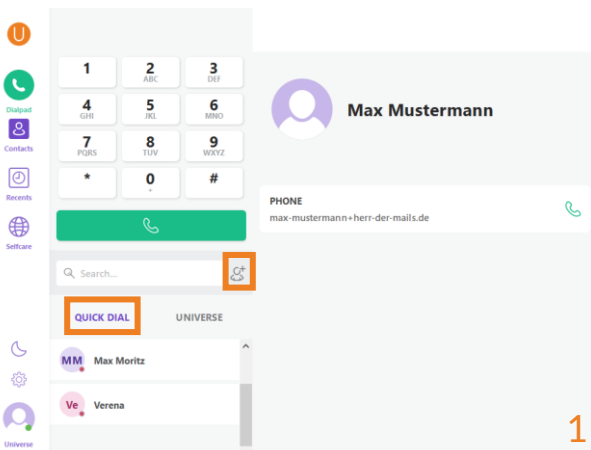 U
1
2
ABC
3
DEF
4
GHI
5
JKL
6
MNO
7
PQRS
8
TUV
9
WXYZ
*
0
+
#
Dialpad
Contacts
Recents
Selfcare
Universe
Search...
QUICK DIAL
UNIVERSE
MM Max Moritz
Ve Verena
Max Mustermann
PHONE
max-mustermann+herr-der-mails.de
1